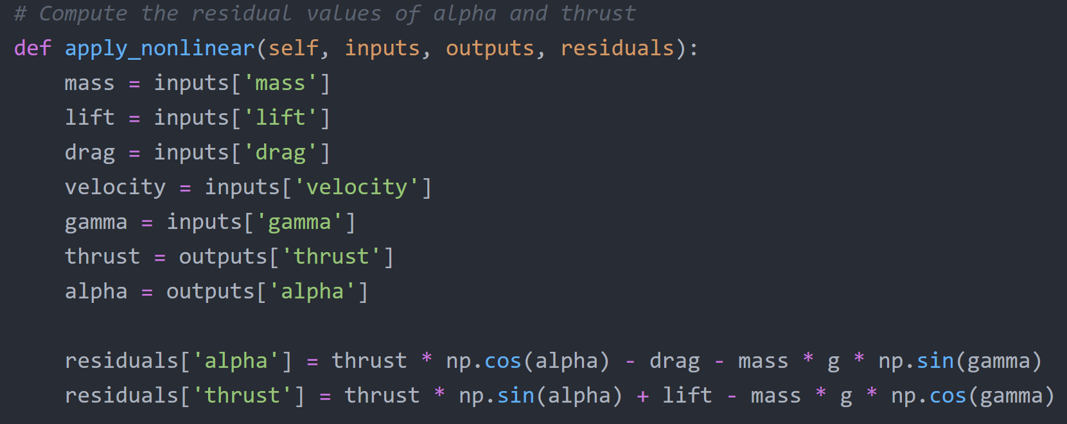 # Compute the residual values of alpha and thrust
def apply_nonlinear(self, inputs, outputs, residuals):
    mass = inputs['mass']
    lift = inputs['lift']
    drag = inputs['drag']
    velocity = inputs['velocity']
    gamma = inputs['gamma']
    thrust = outputs['thrust']
    alpha = outputs['alpha']

    residuals['alpha'] = thrust * np.cos(alpha) - drag - mass * g * np.sin(gamma)
    residuals['thrust'] = thrust * np.sin(alpha) + lift - mass * g * np.cos(gamma)